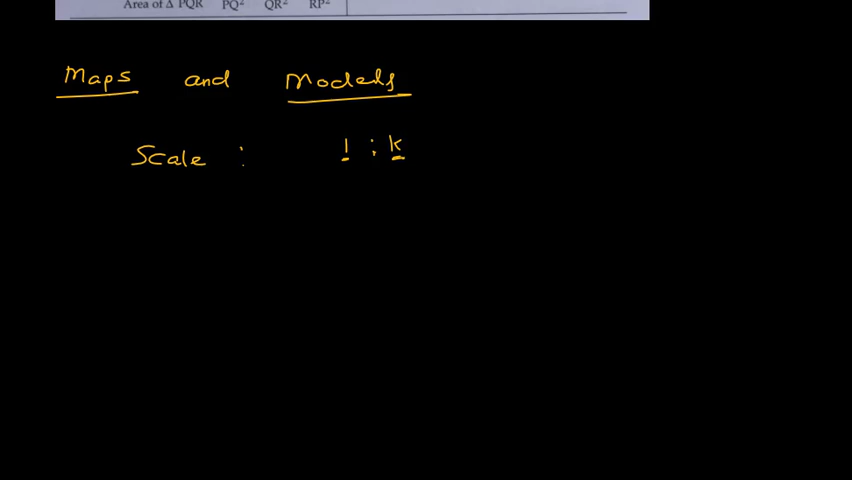 Area of Δ PQR PQ² QR² RP²
Maps and Models
Scale : 1 : k